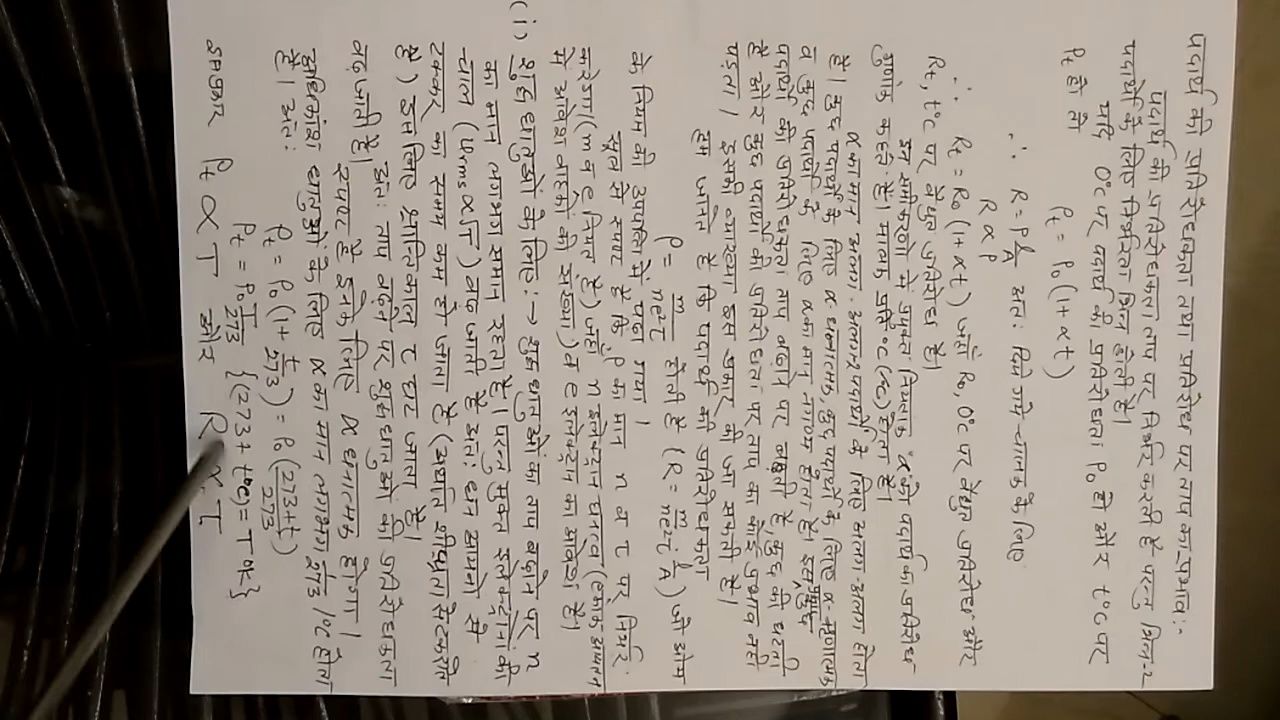 पदार्थ की प्रतिरोधकता तथा प्रतिरोध पर ताप का प्रभाव:-
पदार्थ की प्रतिरोधकता ताप पर निर्भर करती है परन्तु भिन्न-2
पदार्थों के लिए निर्भरता भिन्न होती है।
यदि 0°C पर पदार्थ की प्रतिरोधकता ρ₀ हो और t°C पर
ρt हो तो
ρt = ρ₀ (1 + αt)
∴ R = ρ l/A अतः दिये गये चालक के लिए
R α ρ
∴ Rt = R₀ (1 + αt) जहाँ R₀, 0°C पर वैद्युत प्रतिरोध और
Rt, t°C पर वैद्युत प्रतिरोध है।
इन समीकरणों में प्रयुक्त नियतांक 'α' को पदार्थ का प्रतिरोध
गुणांक कहते हैं। मात्रक प्रति °C (/°C) होता है।
α का मान अलग-अलग पदार्थों के लिए अलग-अलग होता
है। कुछ पदार्थों के लिए α धनात्मक, कुछ पदार्थों के लिए α ऋणात्मक
व कुछ पदार्थों के लिए α का मान नगण्य होता है। कुछ
पदार्थों की प्रतिरोधकता ताप बढ़ाने पर बढ़ती है, कुछ की घटती
है और कुछ पदार्थों की प्रतिरोधकता पर ताप का कोई प्रभाव नहीं
पड़ता। इसकी व्याख्या इस प्रकार की जा सकती है।
हम जानते हैं कि पदार्थ की प्रतिरोधकता
ρ = m/ne²τ होती है (R = m/ne²τ · l/A) जो ओम
के नियम की उपपत्ति में पढ़ा गया।
सूत्र से स्पष्ट है कि ρ का मान n व τ पर निर्भर
करेगा (m व e नियत है) जहाँ n इलेक्ट्रॉन घनत्व (एकांक आयतन
में आवेश वाहकों की संख्या) व e इलेक्ट्रॉन का आवेश है।
(i) शुद्ध धातुओं के लिए:→ शुद्ध धातुओं का ताप बढ़ाने पर n
का मान लगभग समान रहता है। परन्तु मुक्त इलेक्ट्रॉनों की
चाल (Vrms α √T) बढ़ जाती है अतः धन आयनों से
टक्कर का समय कम हो जाता है (अर्थात शीघ्रता से टकराते
है) इसलिए श्रान्तिकाल τ घट जाता है।
अतः ताप बढ़ाने पर शुद्ध धातुओं की प्रतिरोधकता
बढ़ जाती है।
स्पष्ट है इनके लिए α धनात्मक होगा।
अधिकांश धातुओं के लिए α का मान लगभग 1/273 /°C होता
है। अतः
ρt = ρ₀ (1 + t/273) = ρ₀ (273+t/273)
ρt = ρ₀ T/273 {(273 + t°C) = T K}
ρt α T और R α T